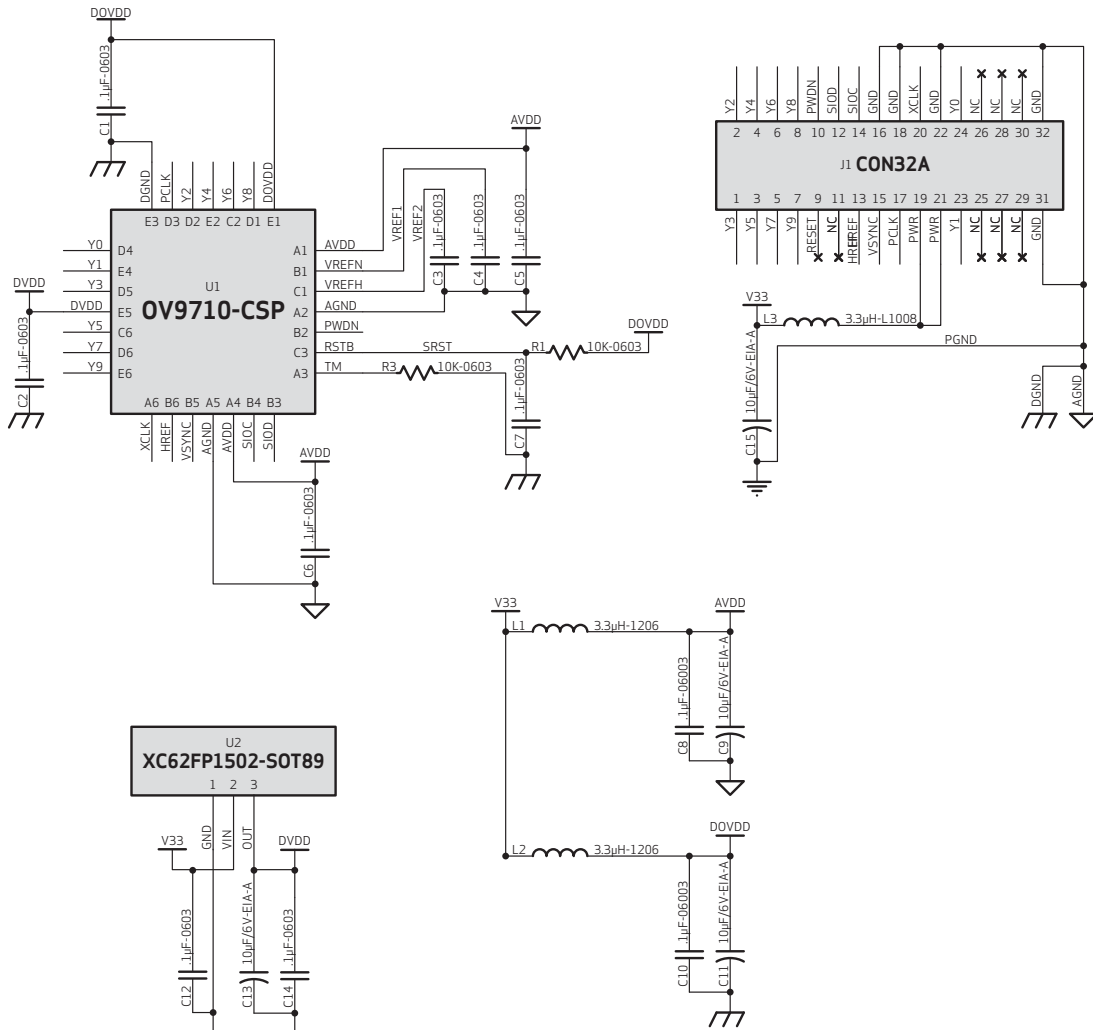 DOVDD
.1µF-0603
C1
DGND
PCLK
Y2
Y4
Y6
Y8
DOVDD
E3 D3 D2 E2 C2 D1 E1
Y0 D4
Y1 E4
Y3 D5
DVDD E5
Y5 C6
Y7 D6
Y9 E6
U1
OV9710-CSP
A1 AVDD
B1 VREFN
C1 VREFH
A2 AGND
B2 PWDN
C3 RSTB SRST
A3 TM
A6 B6 B5 A5 A4 B4 B3
XCLK
HREF
VSYNC
AGND
AVDD
SIOC
SIOD
DVDD
.1µF-0603
C2
VREF1
VREF2
AVDD
.1µF-0603
C3
.1µF-0603
C4
.1µF-0603
C5
R1 10K-0603
DOVDD
R3 10K-0603
.1µF-0603
C7
AVDD
.1µF-0603
C6
Y2
Y4
Y6
Y8
PWDN
SIOD
SIOC
GND
GND
XCLK
GND
Y0
NC
NC
NC
GND
2 4 6 8 10 12 14 16 18 20 22 24 26 28 30 32
J1 CON32A
1 3 5 7 9 11 13 15 17 19 21 23 25 27 29 31
Y3
Y5
Y7
Y9
RESET
NC
HREF
VSYNC
PCLK
PWR
PWR
Y1
NC
NC
NC
GND
V33
L3 3.3µH-L1008
PGND
10µF/6V-EIA-A
C15
DGND
AGND
V33
L1 3.3µH-1206
AVDD
.1µF-06003
C8
10µF/6V-EIA-A
C9
L2 3.3µH-1206
DOVDD
.1µF-06003
C10
10µF/6V-EIA-A
C11
U2
XC62FP1502-SOT89
1 2 3
GND
VIN
OUT
V33
DVDD
.1µF-0603
C12
10µF/6V-EIA-A
C13
.1µF-0603
C14